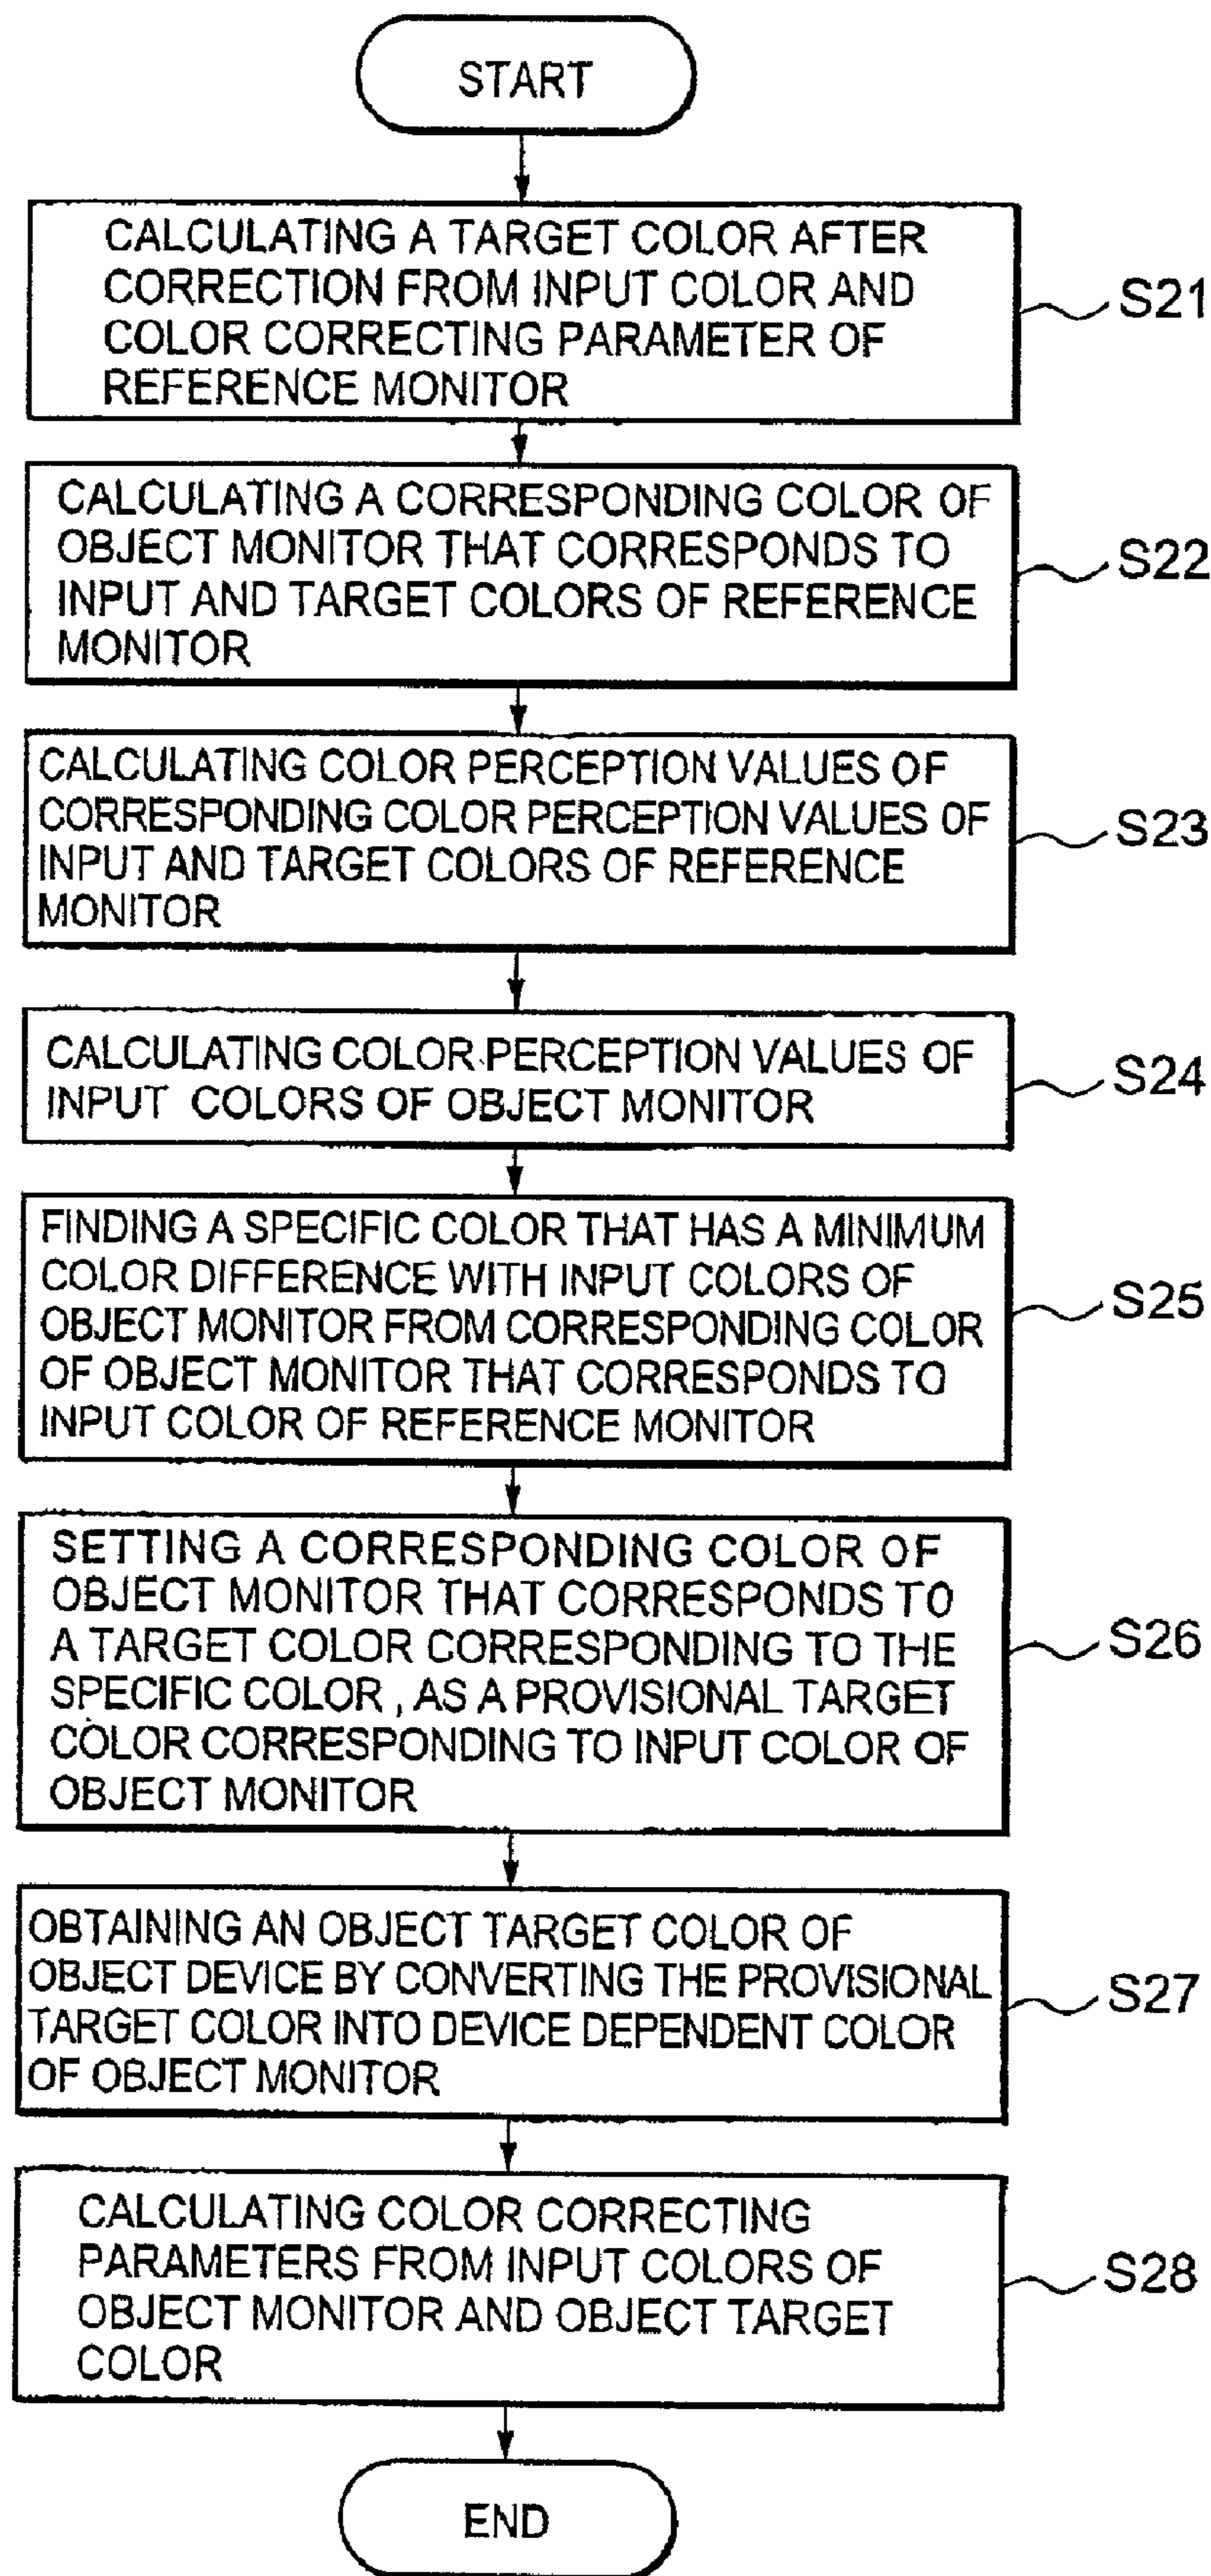 START
CALCULATING A TARGET COLOR AFTER
CORRECTION FROM INPUT COLOR AND
COLOR CORRECTING PARAMETER OF
REFERENCE MONITOR
S21
CALCULATING A CORRESPONDING COLOR OF
OBJECT MONITOR THAT CORRESPONDS TO
INPUT AND TARGET COLORS OF REFERENCE
MONITOR
S22
CALCULATING COLOR PERCEPTION VALUES OF
CORRESPONDING COLOR PERCEPTION VALUES OF
INPUT AND TARGET COLORS OF REFERENCE
MONITOR
S23
CALCULATING COLOR PERCEPTION VALUES OF
INPUT COLORS OF OBJECT MONITOR
S24
FINDING A SPECIFIC COLOR THAT HAS A MINIMUM
COLOR DIFFERENCE WITH INPUT COLORS OF
OBJECT MONITOR FROM CORRESPONDING COLOR
OF OBJECT MONITOR THAT CORRESPONDS TO
INPUT COLOR OF REFERENCE MONITOR
S25
SETTING A CORRESPONDING COLOR OF
OBJECT MONITOR THAT CORRESPONDS TO
A TARGET COLOR CORRESPONDING TO THE
SPECIFIC COLOR , AS A PROVISIONAL TARGET
COLOR CORRESPONDING TO INPUT COLOR OF
OBJECT MONITOR
S26
OBTAINING AN OBJECT TARGET COLOR OF
OBJECT DEVICE BY CONVERTING THE PROVISIONAL
TARGET COLOR INTO DEVICE DEPENDENT COLOR
OF OBJECT MONITOR
S27
CALCULATING COLOR CORRECTING
PARAMETERS FROM INPUT COLORS OF
OBJECT MONITOR AND OBJECT TARGET
COLOR
S28
END